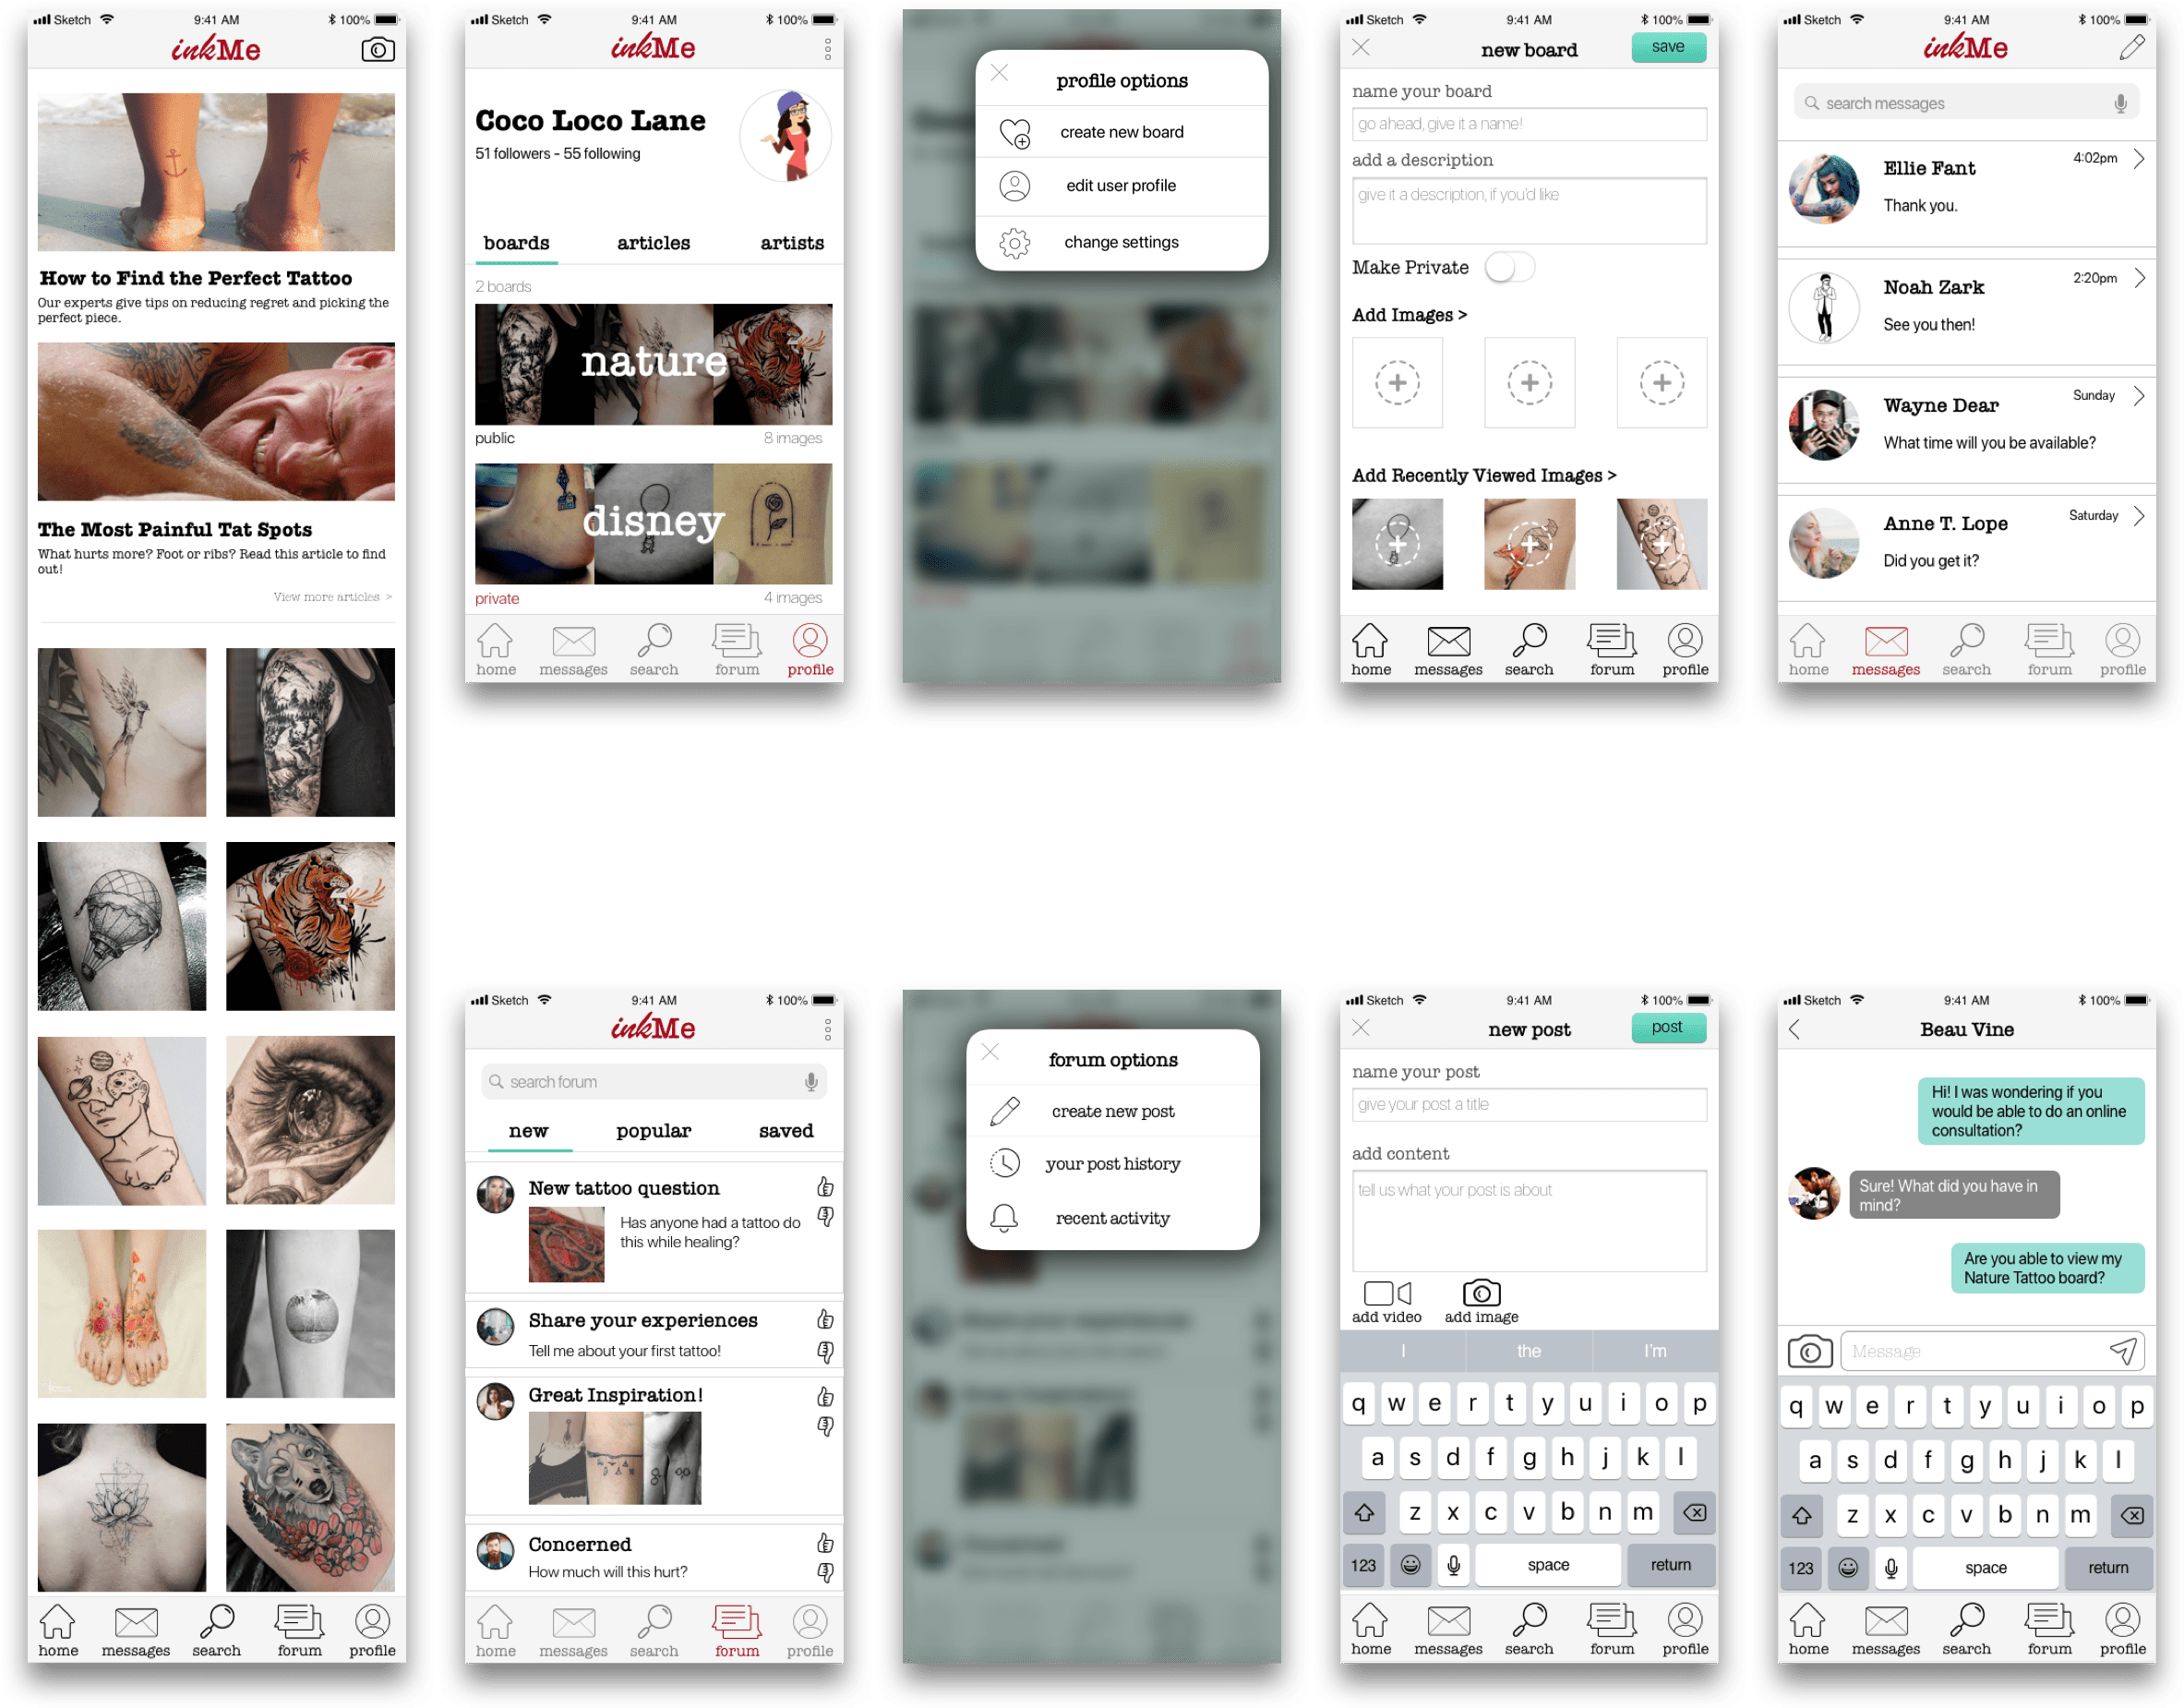 Sketch 9:41 AM 100%
inkMe
How to Find the Perfect Tattoo
Our experts give tips on reducing regret and picking the
perfect piece.
The Most Painful Tat Spots
What hurts more? Foot or ribs? Read this article to find
out!
View more articles >
home messages search forum profile
Sketch 9:41 AM 100%
inkMe
Coco Loco Lane
51 followers - 55 following
boards articles artists
2 boards
nature
public 8 images
disney
private 4 images
home messages search forum profile
profile options
create new board
edit user profile
change settings
Sketch 9:41 AM 100%
new board save
name your board
go ahead, give it a name!
add a description
give it a description, if you'd like
Make Private
Add Images >
Add Recently Viewed Images >
home messages search forum profile
Sketch 9:41 AM 100%
inkMe
search messages
Ellie Fant 4:02pm
Thank you.
Noah Zark 2:20pm
See you then!
Wayne Dear Sunday
What time will you be available?
Anne T. Lope Saturday
Did you get it?
home messages search forum profile
Sketch 9:41 AM 100%
inkMe
search forum
new popular saved
New tattoo question
Has anyone had a tattoo do
this while healing?
Share your experiences
Tell me about your first tattoo!
Great Inspiration!
Concerned
How much will this hurt?
home messages search forum profile
forum options
create new post
your post history
recent activity
Sketch 9:41 AM 100%
new post post
name your post
give your post a title
add content
tell us what your post is about
add video add image
I the I'm
q w e r t y u i o p
a s d f g h j k l
z x c v b n m
123 space return
home messages search forum profile
Sketch 9:41 AM 100%
Beau Vine
Hi! I was wondering if you
would be able to do an online
consultation?
Sure! What did you have in
mind?
Are you able to view my
Nature Tattoo board?
Message
q w e r t y u i o p
a s d f g h j k l
z x c v b n m
123 space return
home messages search forum profile